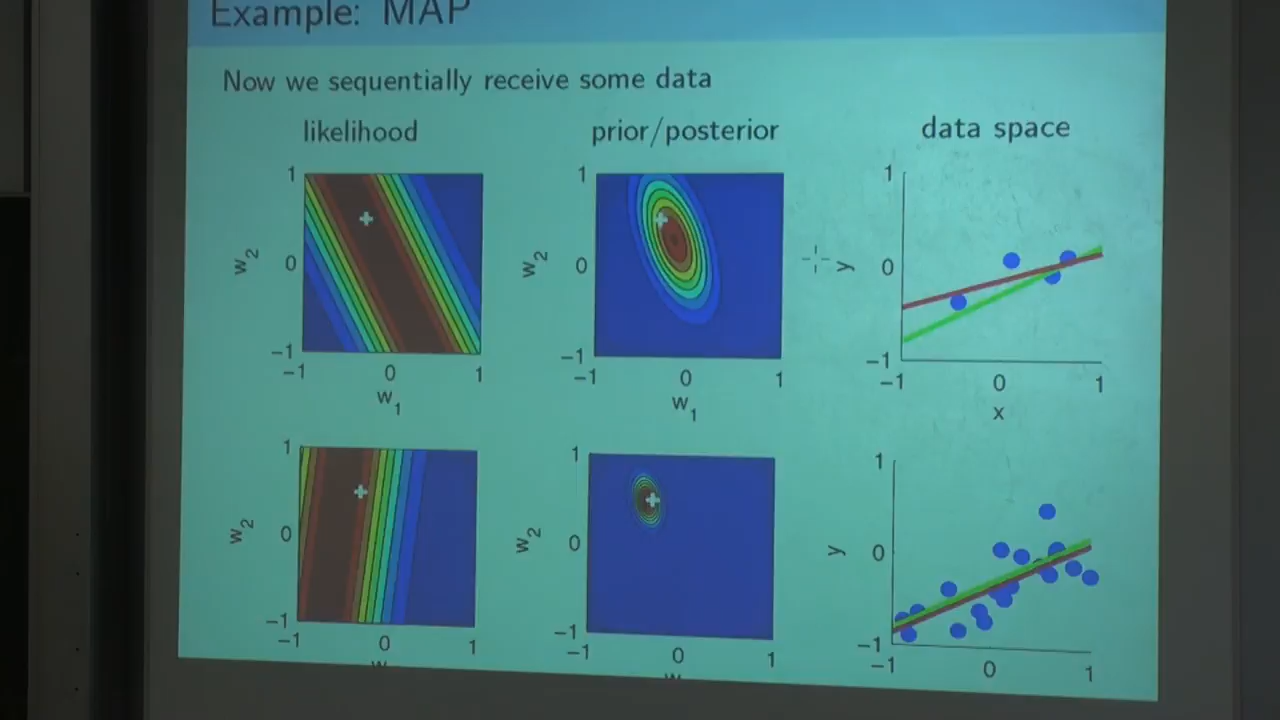 Example: MAP
Now we sequentially receive some data
likelihood
prior/posterior
data space
1
0
−1
w2
−1
0
1
w1
1
0
−1
w2
−1
0
1
w1
1
0
−1
y
−1
0
1
x
1
0
−1
w2
−1
0
1
1
0
−1
w2
−1
0
1
1
0
−1
y
−1
0
1